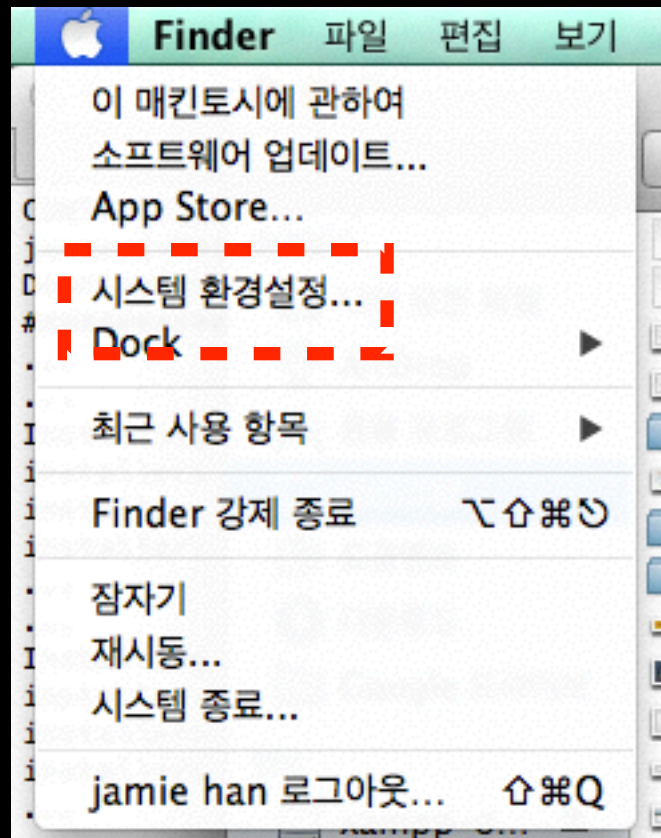 Finder 파일 편집 보기
이 매킨토시에 관하여
소프트웨어 업데이트...
App Store...
시스템 환경설정...
Dock ▶
최근 사용 항목 ▶
Finder 강제 종료 ⌥⇧⌘⎋
잠자기
재시동...
시스템 종료...
jamie han 로그아웃... ⇧⌘Q